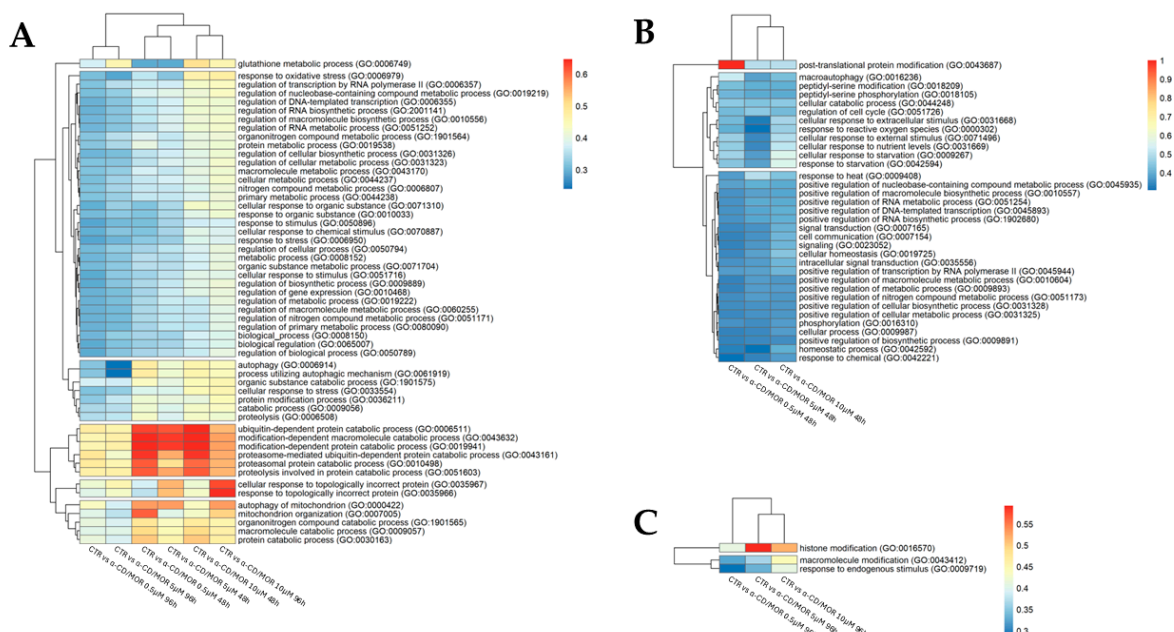 A
glutathione metabolic process (GO:0006749)
response to oxidative stress (GO:0006979)
regulation of transcription by RNA polymerase II (GO:0006357)
regulation of nucleobase-containing compound metabolic process (GO:0019219)
regulation of DNA-templated transcription (GO:0006355)
regulation of RNA biosynthetic process (GO:2001141)
regulation of macromolecule biosynthetic process (GO:0010556)
regulation of RNA metabolic process (GO:0051252)
organonitrogen compound metabolic process (GO:1901564)
protein metabolic process (GO:0019538)
regulation of cellular biosynthetic process (GO:0031326)
regulation of cellular metabolic process (GO:0031323)
macromolecule metabolic process (GO:0043170)
cellular metabolic process (GO:0044237)
nitrogen compound metabolic process (GO:0006807)
primary metabolic process (GO:0044238)
cellular response to organic substance (GO:0071310)
response to organic substance (GO:0010033)
response to stimulus (GO:0050896)
cellular response to chemical stimulus (GO:0070887)
response to stress (GO:0006950)
regulation of cellular process (GO:0050794)
metabolic process (GO:0008152)
organic substance metabolic process (GO:0071704)
cellular response to stimulus (GO:0051716)
regulation of biosynthetic process (GO:0009889)
regulation of gene expression (GO:0010468)
regulation of metabolic process (GO:0019222)
regulation of macromolecule metabolic process (GO:0060255)
regulation of nitrogen compound metabolic process (GO:0051171)
regulation of primary metabolic process (GO:0080090)
biological_process (GO:0008150)
biological regulation (GO:0065007)
regulation of biological process (GO:0050789)
autophagy (GO:0006914)
process utilizing autophagic mechanism (GO:0061919)
organic substance catabolic process (GO:1901575)
cellular response to stress (GO:0033554)
protein modification process (GO:0036211)
catabolic process (GO:0009056)
proteolysis (GO:0006508)
ubiquitin-dependent protein catabolic process (GO:0006511)
modification-dependent macromolecule catabolic process (GO:0043632)
modification-dependent protein catabolic process (GO:0019941)
proteasome-mediated ubiquitin-dependent protein catabolic process (GO:0043161)
proteasomal protein catabolic process (GO:0010498)
proteolysis involved in protein catabolic process (GO:0051603)
cellular response to topologically incorrect protein (GO:0035967)
response to topologically incorrect protein (GO:0035966)
autophagy of mitochondrion (GO:0000422)
mitochondrion organization (GO:0007005)
organonitrogen compound catabolic process (GO:1901565)
macromolecule catabolic process (GO:0009057)
protein catabolic process (GO:0030163)
CTR vs α-CD/MOR 0.5µM 96h
CTR vs α-CD/MOR 5µM 96h
CTR vs α-CD/MOR 0.5µM 48h
CTR vs α-CD/MOR 5µM 48h
CTR vs α-CD/MOR 10µM 48h
CTR vs α-CD/MOR 10µM 96h
0.6
0.5
0.4
0.3
B
post-translational protein modification (GO:0043687)
macroautophagy (GO:0016236)
peptidyl-serine modification (GO:0018209)
peptidyl-serine phosphorylation (GO:0018105)
cellular catabolic process (GO:0044248)
regulation of cell cycle (GO:0051726)
cellular response to extracellular stimulus (GO:0031668)
response to reactive oxygen species (GO:0000302)
cellular response to external stimulus (GO:0071496)
cellular response to nutrient levels (GO:0031669)
cellular response to starvation (GO:0009267)
response to starvation (GO:0042594)
response to heat (GO:0009408)
positive regulation of nucleobase-containing compound metabolic process (GO:0045935)
positive regulation of macromolecule biosynthetic process (GO:0010557)
positive regulation of RNA metabolic process (GO:0051254)
positive regulation of DNA-templated transcription (GO:0045893)
positive regulation of RNA biosynthetic process (GO:1902680)
signal transduction (GO:0007165)
cell communication (GO:0007154)
signaling (GO:0023052)
cellular homeostasis (GO:0019725)
intracellular signal transduction (GO:0035556)
positive regulation of transcription by RNA polymerase II (GO:0045944)
positive regulation of macromolecule metabolic process (GO:0010604)
positive regulation of metabolic process (GO:0009893)
positive regulation of nitrogen compound metabolic process (GO:0051173)
positive regulation of cellular biosynthetic process (GO:0031328)
positive regulation of cellular metabolic process (GO:0031325)
phosphorylation (GO:0016310)
cellular process (GO:0009987)
positive regulation of biosynthetic process (GO:0009891)
homeostatic process (GO:0042592)
response to chemical (GO:0042221)
CTR vs α-CD/MOR 0.5µM 48h
CTR vs α-CD/MOR 5µM 48h
CTR vs α-CD/MOR 10µM 48h
1
0.9
0.8
0.7
0.6
0.5
0.4
C
histone modification (GO:0016570)
macromolecule modification (GO:0043412)
response to endogenous stimulus (GO:0009719)
CTR vs α-CD/MOR 0.5µM 96
CTR vs α-CD/MOR 5µM 96h
CTR vs α-CD/MOR 10µM 96
0.55
0.5
0.45
0.4
0.35
0.3